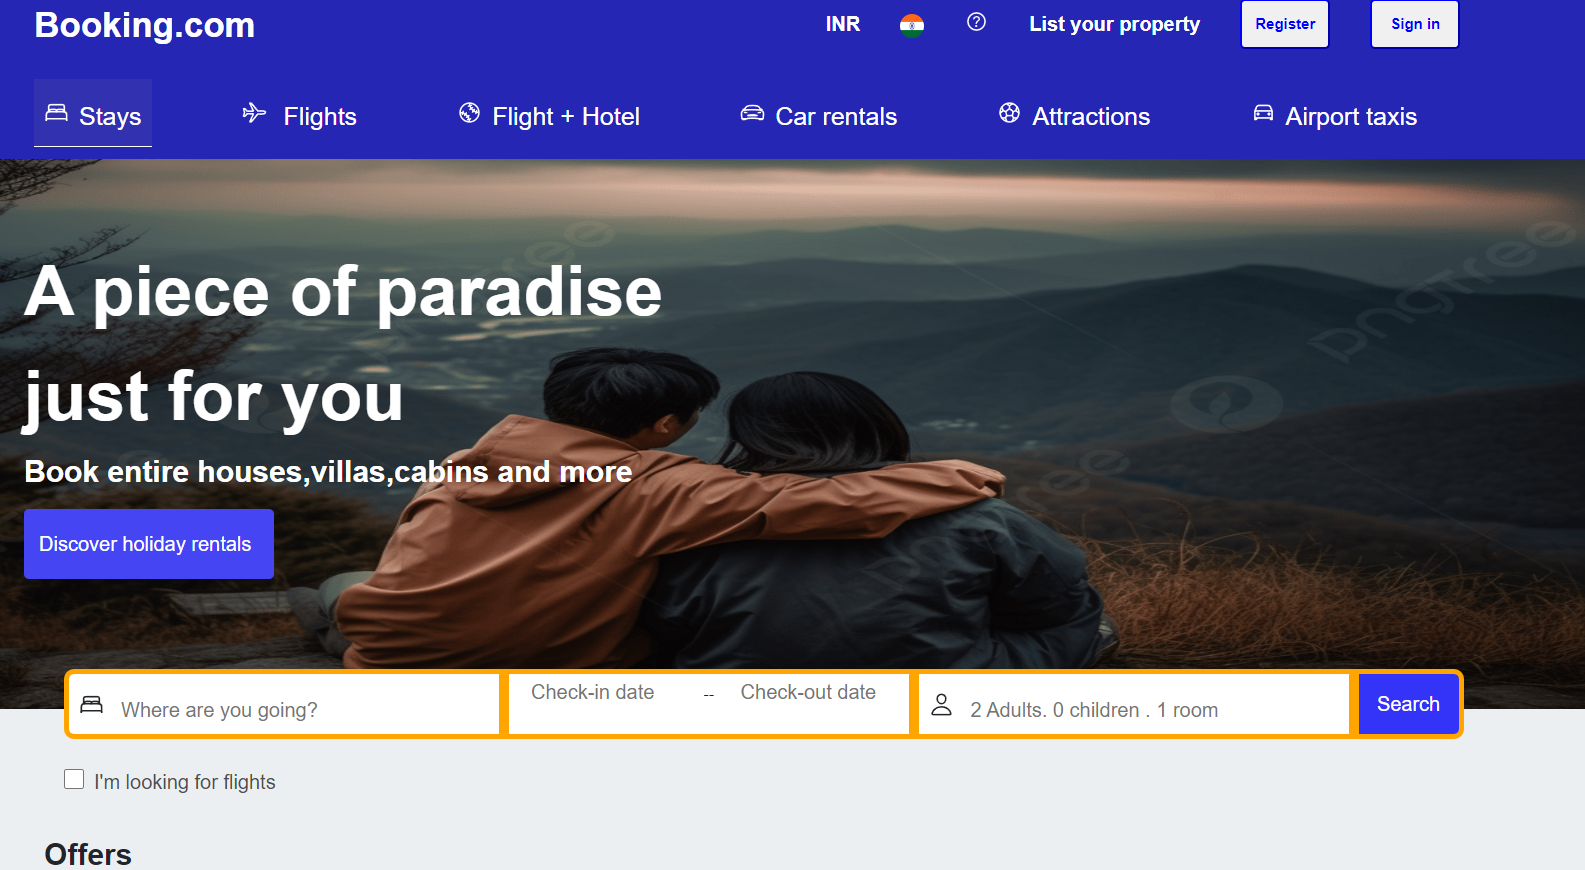 Booking.com
INR
List your property
Register
Sign in
Stays
Flights
Flight + Hotel
Car rentals
Attractions
Airport taxis
A piece of paradise
just for you
Book entire houses,villas,cabins and more
Discover holiday rentals
Where are you going?
Check-in date -- Check-out date
2 Adults. 0 children . 1 room
Search
I'm looking for flights
Offers
pngtree